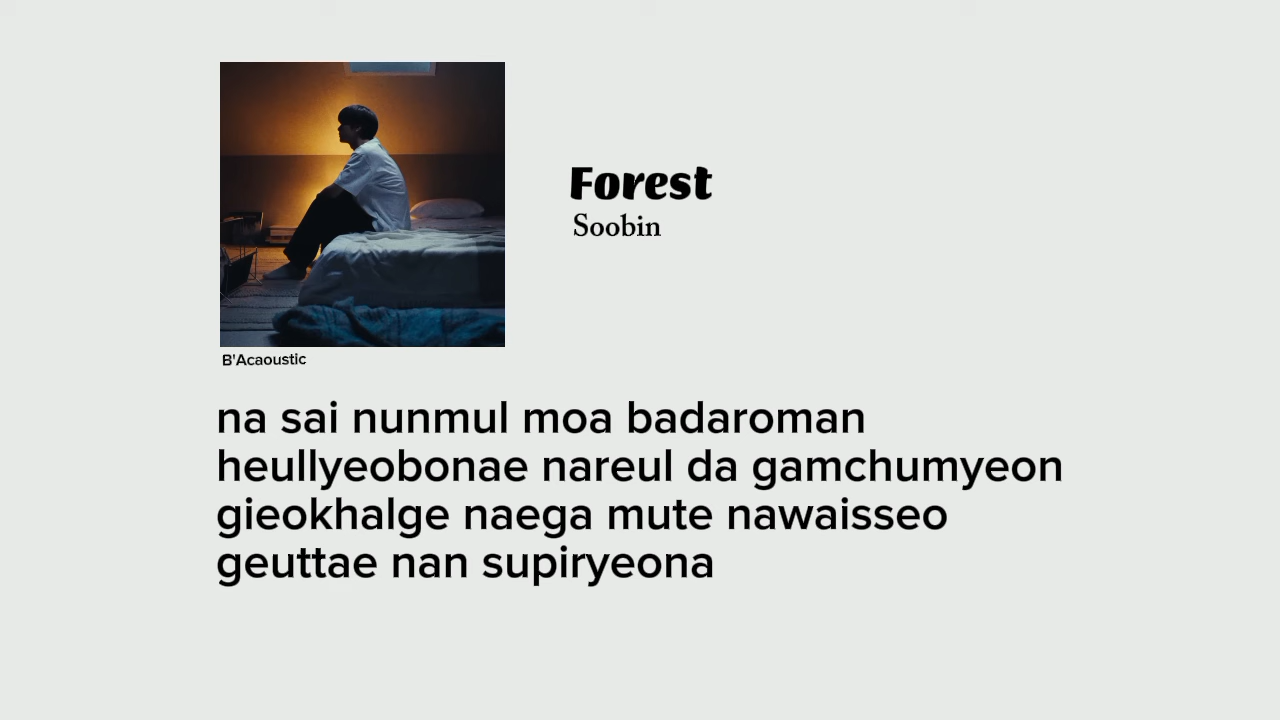 Forest
Soobin
B'Acaoustic
na sai nunmul moa badaroman
heullyeobonae nareul da gamchumyeon
gieokhalge naega mute nawaisseo
geuttae nan supiryeona